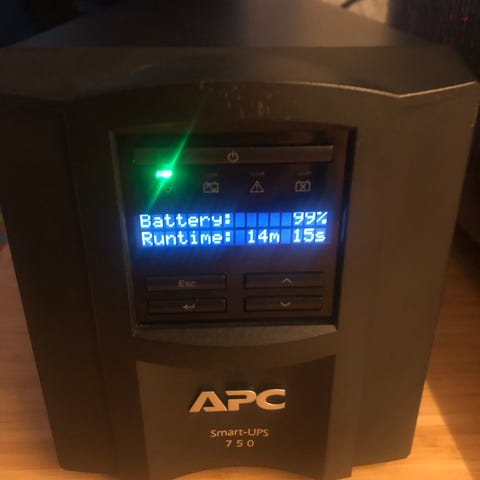 Battery: 99%
Runtime: 14m 15s
Esc
APC
Smart-UPS
750